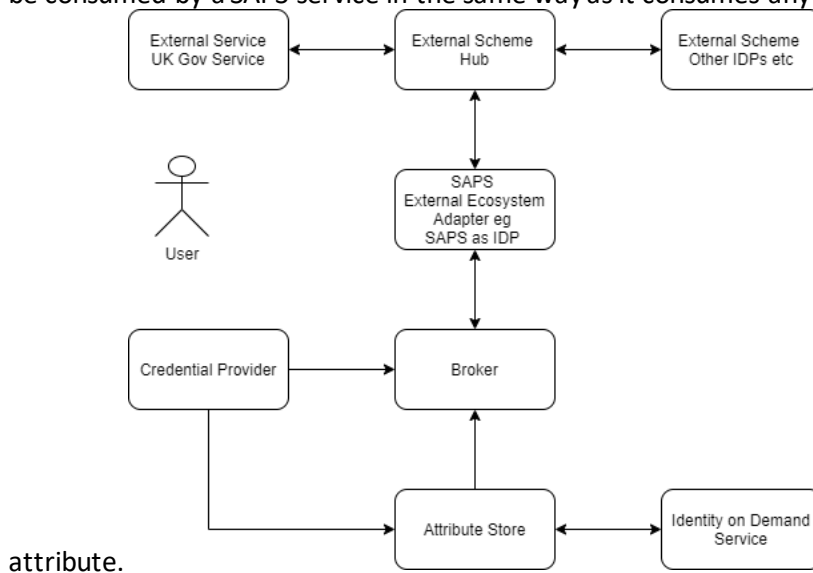 be consumed by a SAPS service in the same way as it consumes any
External Service
UK Gov Service
External Scheme
Hub
External Scheme
Other IDPs etc
SAPS
External Ecosystem
Adapter eg
SAPS as IDP
User
Credential Provider
Broker
Attribute Store
Identity on Demand
Service
attribute.